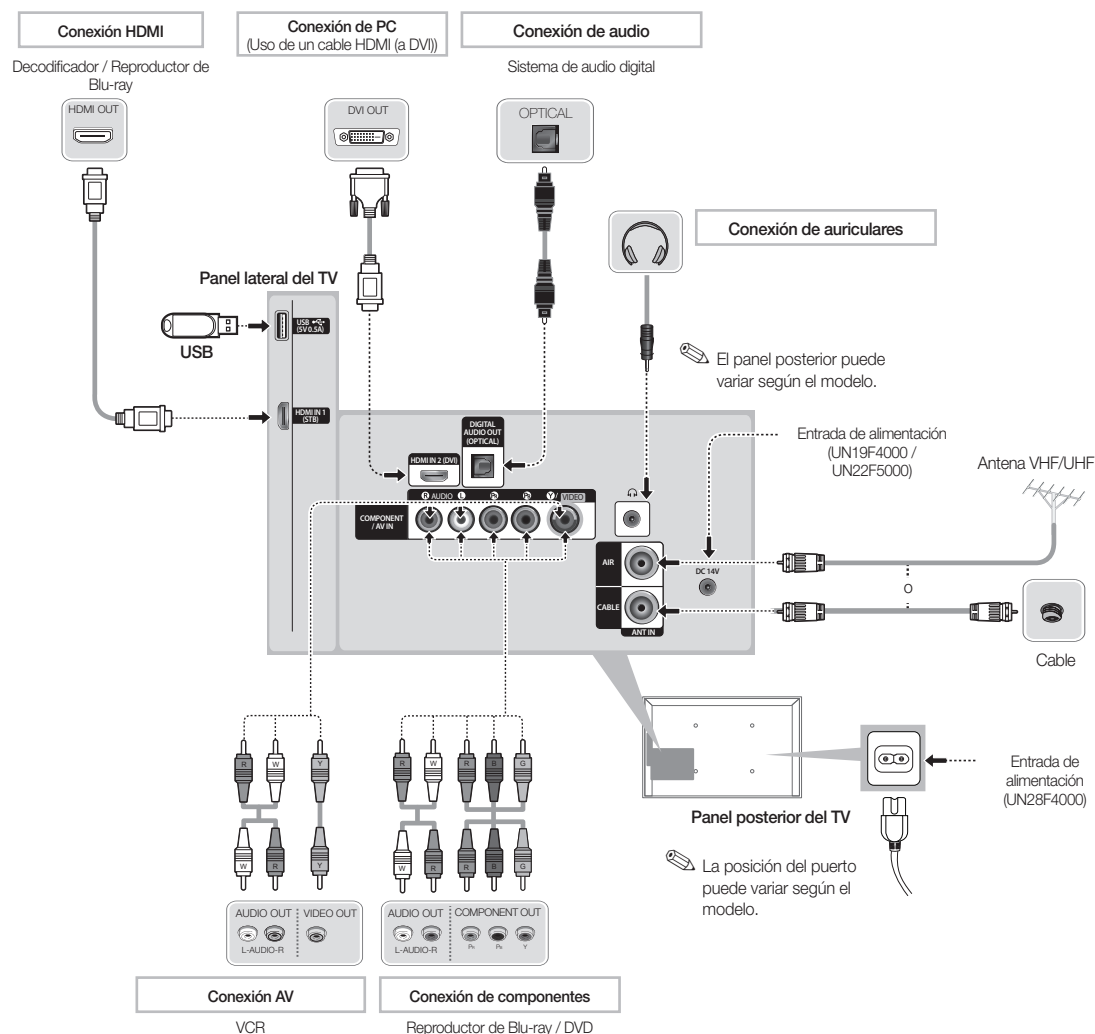 Conexión HDMI
Decodificador / Reproductor de
Blu-ray
HDMI OUT
Conexión de PC
(Uso de un cable HDMI (a DVI))
DVI OUT
Conexión de audio
Sistema de audio digital
OPTICAL
Conexión de auriculares
Panel lateral del TV
USB
USB
(5V 0.5A)
HDMI IN 1
(STB)
El panel posterior puede
variar según el modelo.
DIGITAL
AUDIO OUT
(OPTICAL)
HDMI IN 2 (DVI)
R AUDIO L PR PB Y/ VIDEO
COMPONENT
/ AV IN
Entrada de alimentación
(UN19F4000 /
UN22F5000)
Antena VHF/UHF
AIR
DC 14V
CABLE
ANT IN
O
Cable
R W Y
W R Y
AUDIO OUT VIDEO OUT
L-AUDIO-R
Conexión AV
VCR
R W R B G
W R R B G
AUDIO OUT COMPONENT OUT
L-AUDIO-R
Y
Conexión de componentes
Reproductor de Blu-ray / DVD
Panel posterior del TV
Entrada de
alimentación
(UN28F4000)
La posición del puerto
puede variar según el
modelo.